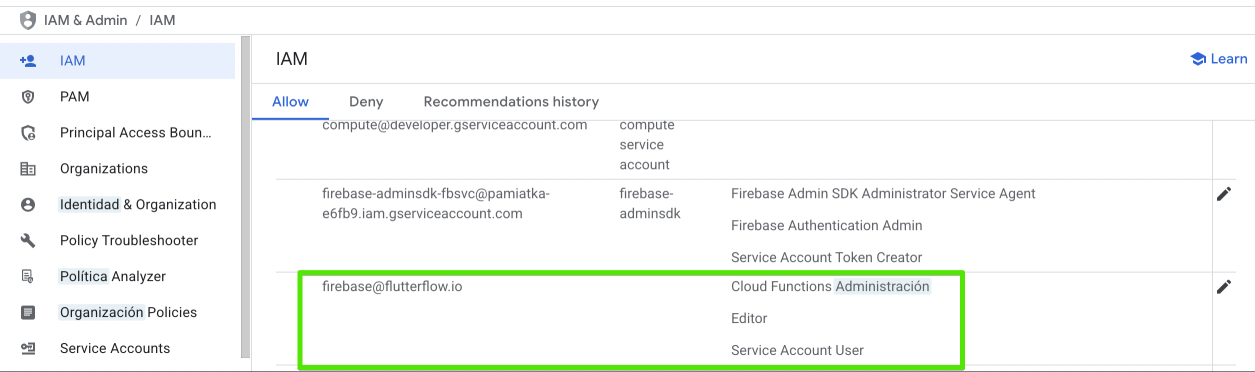 IAM & Admin / IAM
IAM
PAM
Principal Access Boun...
Organizations
Identidad & Organization
Policy Troubleshooter
Política Analyzer
Organización Policies
Service Accounts
IAM
Learn
Allow Deny Recommendations history
compute@developer.gserviceaccount.com
compute
service
account
firebase-adminsdk-fbsvc@pamiatka-
e6fb9.iam.gserviceaccount.com
firebase-
adminsdk
Firebase Admin SDK Administrator Service Agent
Firebase Authentication Admin
Service Account Token Creator
firebase@flutterflow.io
Cloud Functions Administración
Editor
Service Account User